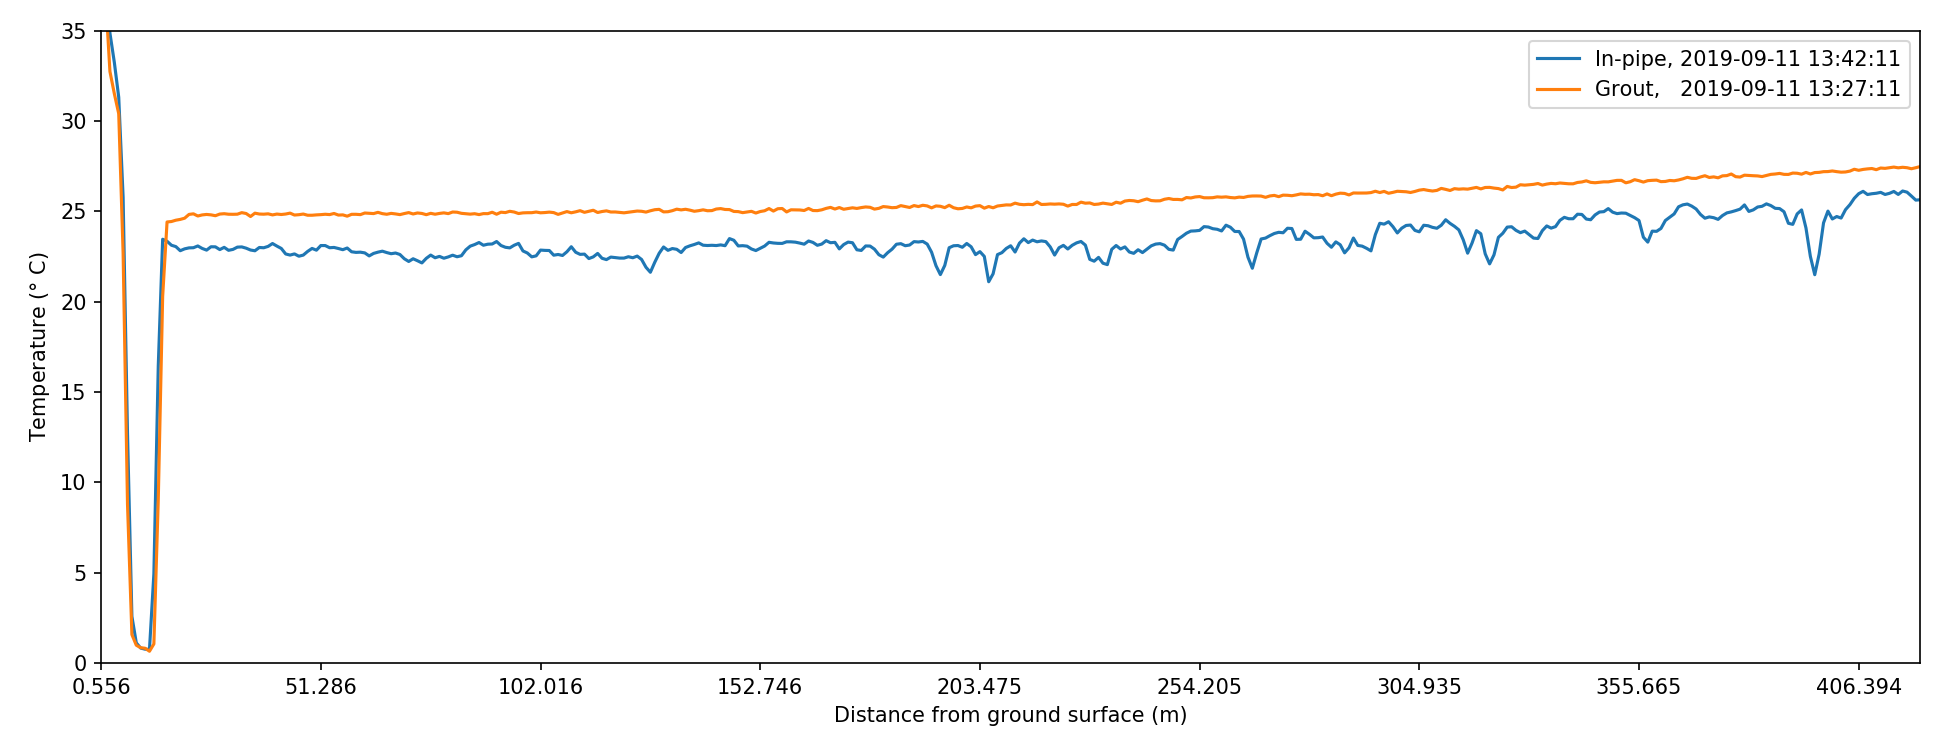 In-pipe, 2019-09-11 13:42:11
Grout, 2019-09-11 13:27:11
35
30
25
20
15
10
5
0
Temperature (° C)
0.556 51.286 102.016 152.746 203.475 254.205 304.935 355.665 406.394
Distance from ground surface (m)